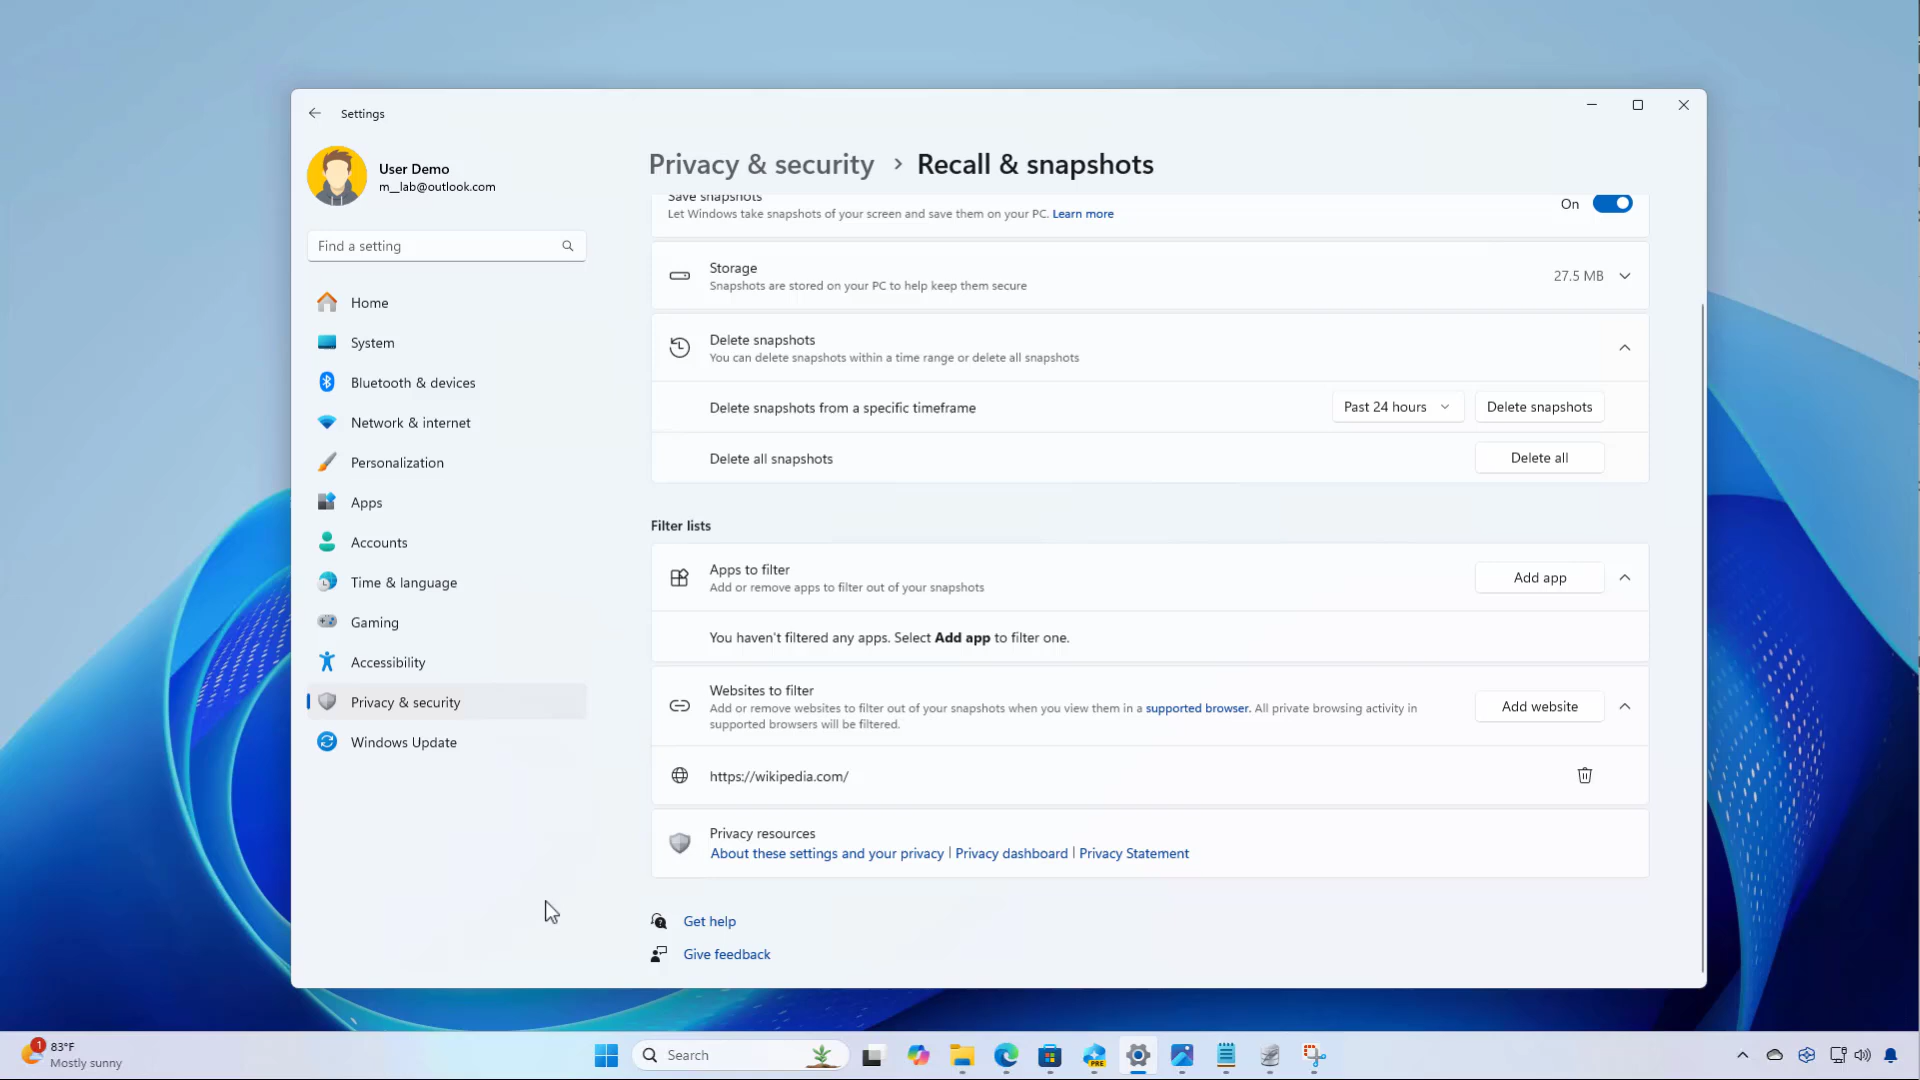 Settings
User Demo
m__lab@outlook.com
Find a setting
Home
System
Bluetooth & devices
Network & internet
Personalization
Apps
Accounts
Time & language
Gaming
Accessibility
Privacy & security
Windows Update
Privacy & security > Recall & snapshots
Save snapshots
Let Windows take snapshots of your screen and save them on your PC. Learn more
On
Storage
Snapshots are stored on your PC to help keep them secure
27.5 MB
Delete snapshots
You can delete snapshots within a time range or delete all snapshots
Delete snapshots from a specific timeframe
Past 24 hours
Delete snapshots
Delete all snapshots
Delete all
Filter lists
Apps to filter
Add or remove apps to filter out of your snapshots
Add app
You haven't filtered any apps. Select Add app to filter one.
Websites to filter
Add or remove websites to filter out of your snapshots when you view them in a supported browser. All private browsing activity in
supported browsers will be filtered.
Add website
https://wikipedia.com/
Privacy resources
About these settings and your privacy | Privacy dashboard | Privacy Statement
Get help
Give feedback
1
83°F
Mostly sunny
Search
PRE